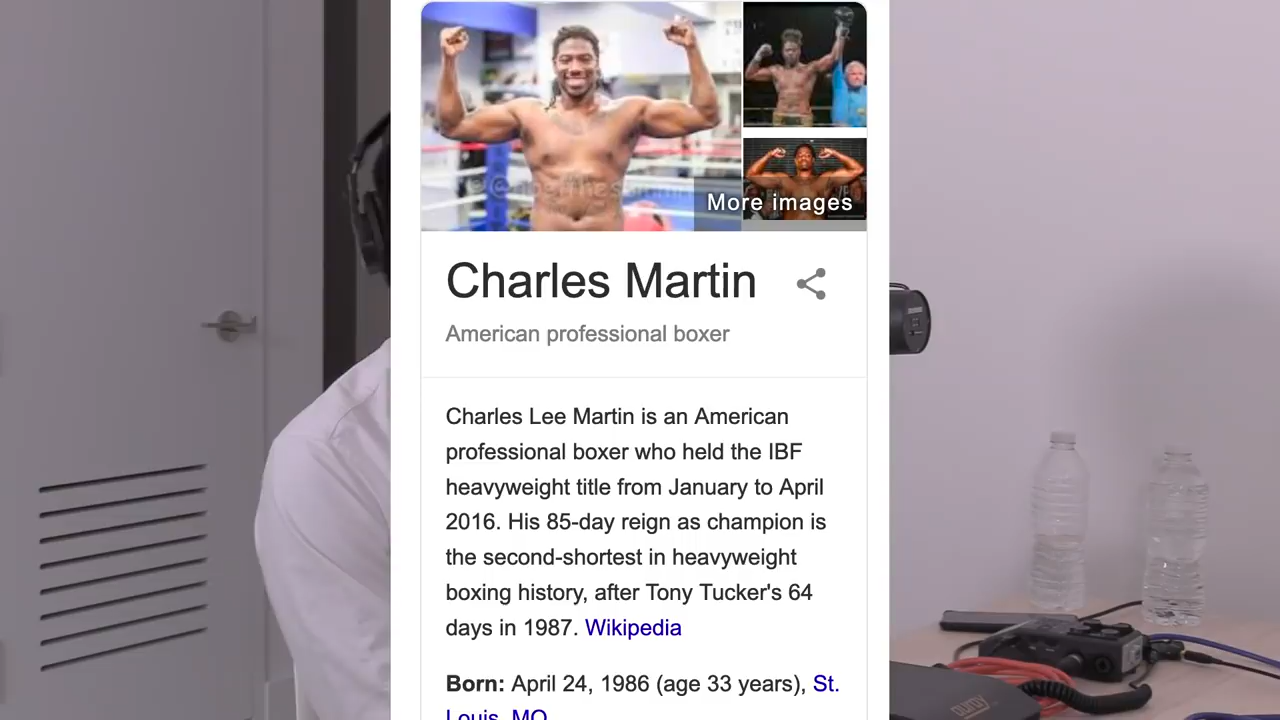 More images
Charles Martin
American professional boxer
Charles Lee Martin is an American
professional boxer who held the IBF
heavyweight title from January to April
2016. His 85-day reign as champion is
the second-shortest in heavyweight
boxing history, after Tony Tucker's 64
days in 1987. Wikipedia
Born: April 24, 1986 (age 33 years), St.
Louis, MO